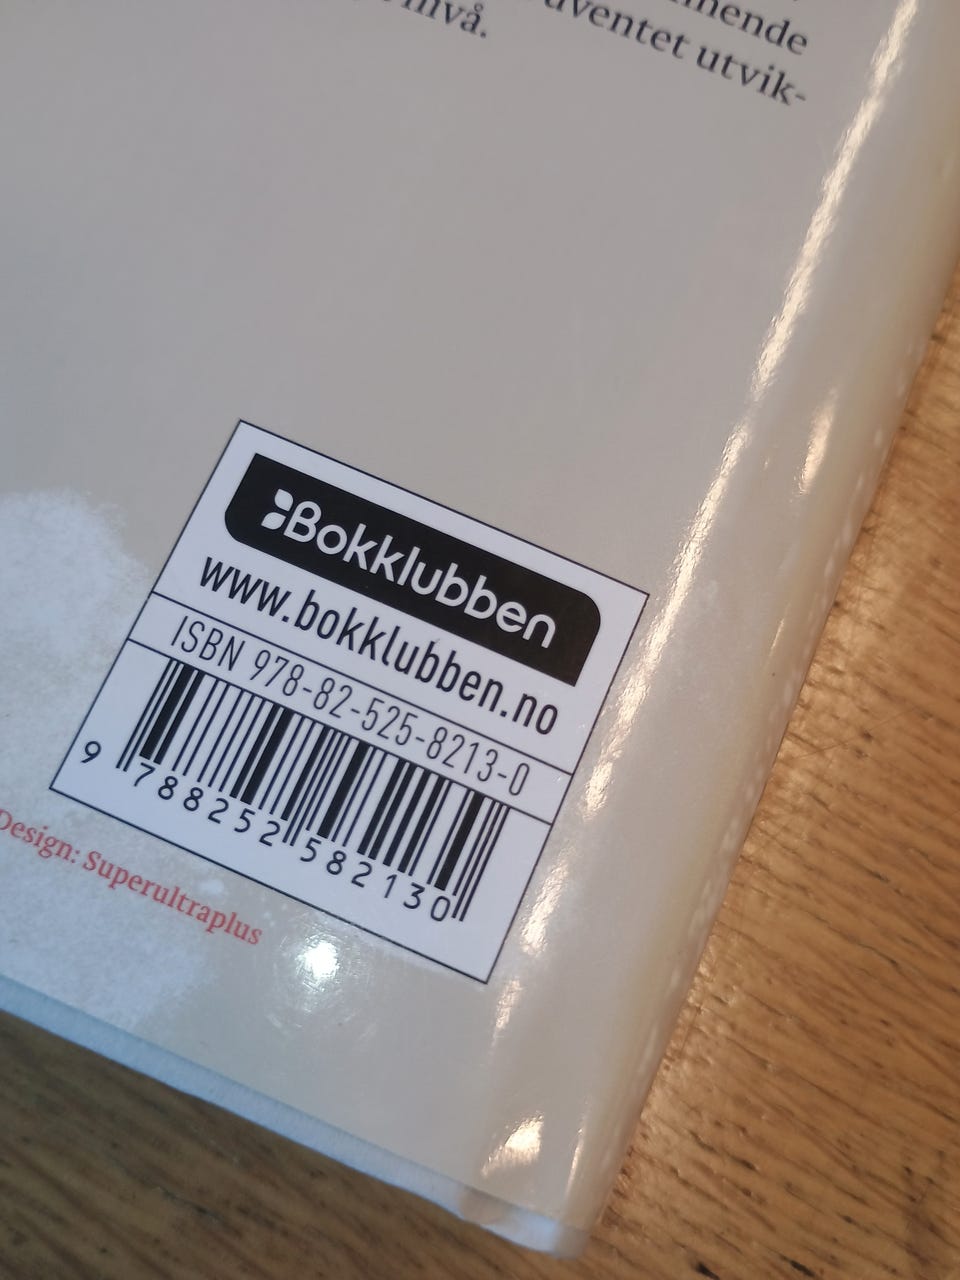 uventet utvik-
nivå.
Bokklubben
www.bokklubben.no
ISBN 978-82-525-8213-0
9 788252 582130
Design: Superultraplus